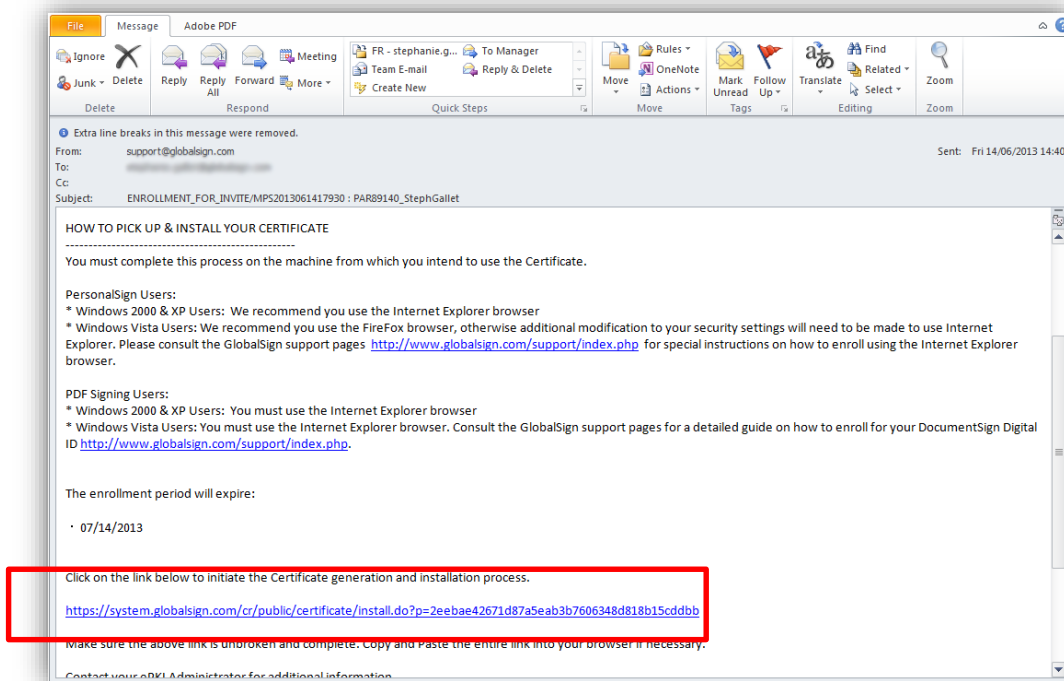 File Message Adobe PDF
Ignore Delete Junk Reply Reply All Forward Meeting More FR - stephanie.g... To Manager Team E-mail Reply & Delete Create New Move Rules OneNote Actions Mark Unread Follow Up Translate Find Related Select Zoom
Delete Respond Quick Steps Move Tags Editing Zoom
Extra line breaks in this message were removed.
From: support@globalsign.com Sent: Fri 14/06/2013 14:40
To:
Cc:
Subject: ENROLLMENT_FOR_INVITE/MPS2013061417930 : PAR89140_StephGallet
HOW TO PICK UP & INSTALL YOUR CERTIFICATE
--------------------------------------------------
You must complete this process on the machine from which you intend to use the Certificate.
PersonalSign Users:
* Windows 2000 & XP Users: We recommend you use the Internet Explorer browser
* Windows Vista Users: We recommend you use the FireFox browser, otherwise additional modification to your security settings will need to be made to use Internet
Explorer. Please consult the GlobalSign support pages http://www.globalsign.com/support/index.php for special instructions on how to enroll using the Internet Explorer
browser.
PDF Signing Users:
* Windows 2000 & XP Users: You must use the Internet Explorer browser
* Windows Vista Users: You must use the Internet Explorer browser. Consult the GlobalSign support pages for a detailed guide on how to enroll for your DocumentSign Digital
ID http://www.globalsign.com/support/index.php.
The enrollment period will expire:
· 07/14/2013
Click on the link below to initiate the Certificate generation and installation process.
https://system.globalsign.com/cr/public/certificate/install.do?p=2eebae42671d87a5eab3b7606348d818b15cddbb
Make sure the above link is unbroken and complete. Copy and Paste the entire link into your browser if necessary.
Contact your ePKI Administrator for additional information